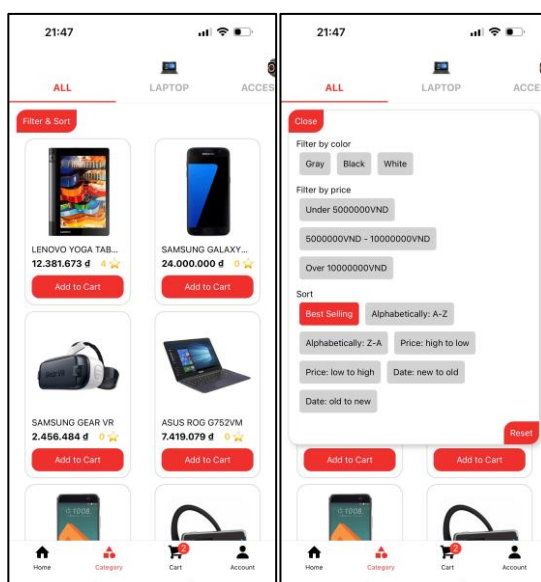 21:47
ALL LAPTOP ACCES
Filter & Sort
LENOVO YOGA TAB... SAMSUNG GALAXY...
12.381.673 ₫ 4 24.000.000 ₫ 0
Add to Cart Add to Cart
SAMSUNG GEAR VR ASUS ROG G752VM
2.456.484 ₫ 0 7.419.079 ₫ 0
Add to Cart Add to Cart
10:08
2
Home Category Cart Account
21:47
ALL LAPTOP ACCE
Close
Filter by color
Gray Black White
Filter by price
Under 5000000VND
5000000VND - 10000000VND
Over 10000000VND
Sort
Best Selling Alphabetically: A-Z
Alphabetically: Z-A Price: high to low
Price: low to high Date: new to old
Date: old to new
Reset
Add to Cart Add to Cart
10:08
2
Home Category Cart Account